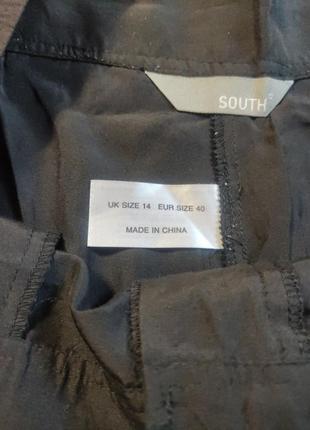 SOUTH
UK SIZE 14 EUR SIZE 40
MADE IN CHINA